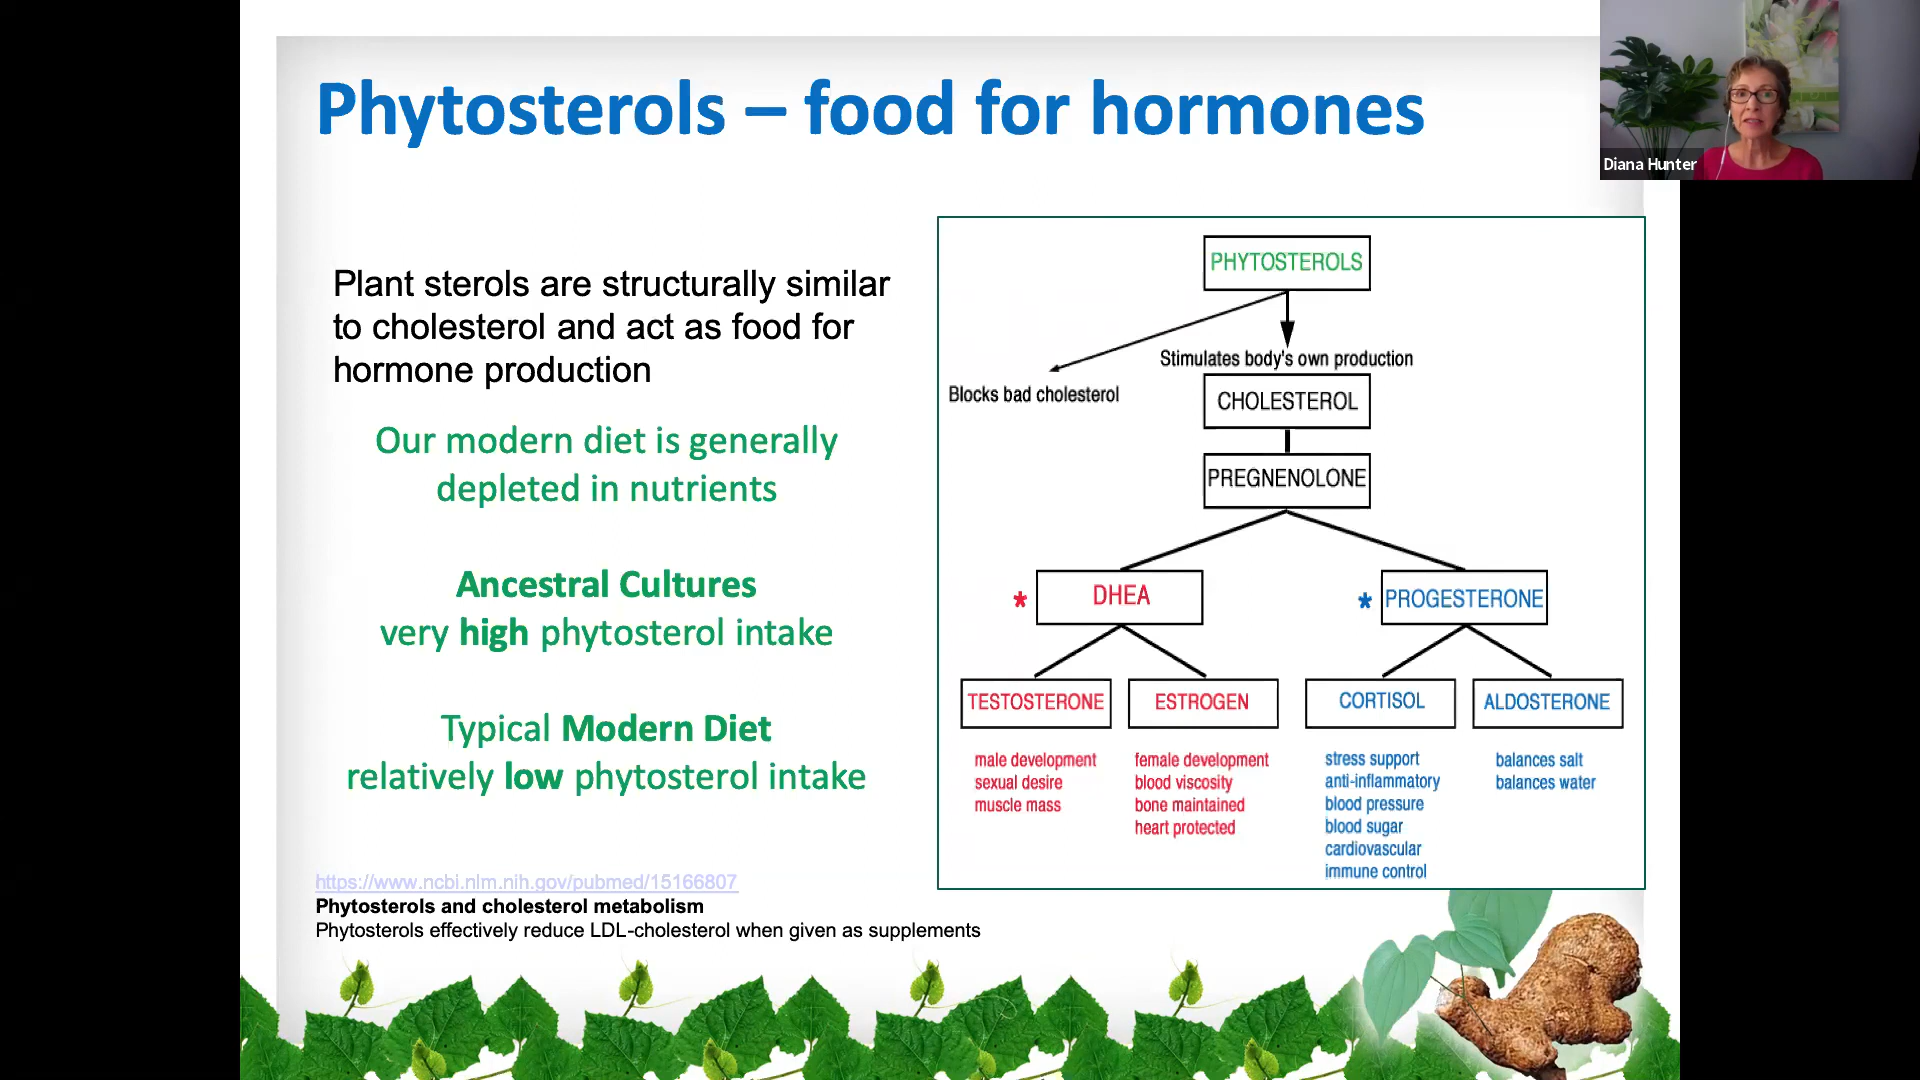 Phytosterols – food for hormones
Diana Hunter
Plant sterols are structurally similar
to cholesterol and act as food for
hormone production
Our modern diet is generally
depleted in nutrients
Ancestral Cultures
very high phytosterol intake
Typical Modern Diet
relatively low phytosterol intake
https://www.ncbi.nlm.nih.gov/pubmed/15166807
Phytosterols and cholesterol metabolism
Phytosterols effectively reduce LDL-cholesterol when given as supplements
PHYTOSTEROLS
Stimulates body's own production
Blocks bad cholesterol
CHOLESTEROL
PREGNENOLONE
* DHEA
* PROGESTERONE
TESTOSTERONE
male development
sexual desire
muscle mass
ESTROGEN
female development
blood viscosity
bone maintained
heart protected
CORTISOL
stress support
anti-inflammatory
blood pressure
blood sugar
cardiovascular
immune control
ALDOSTERONE
balances salt
balances water